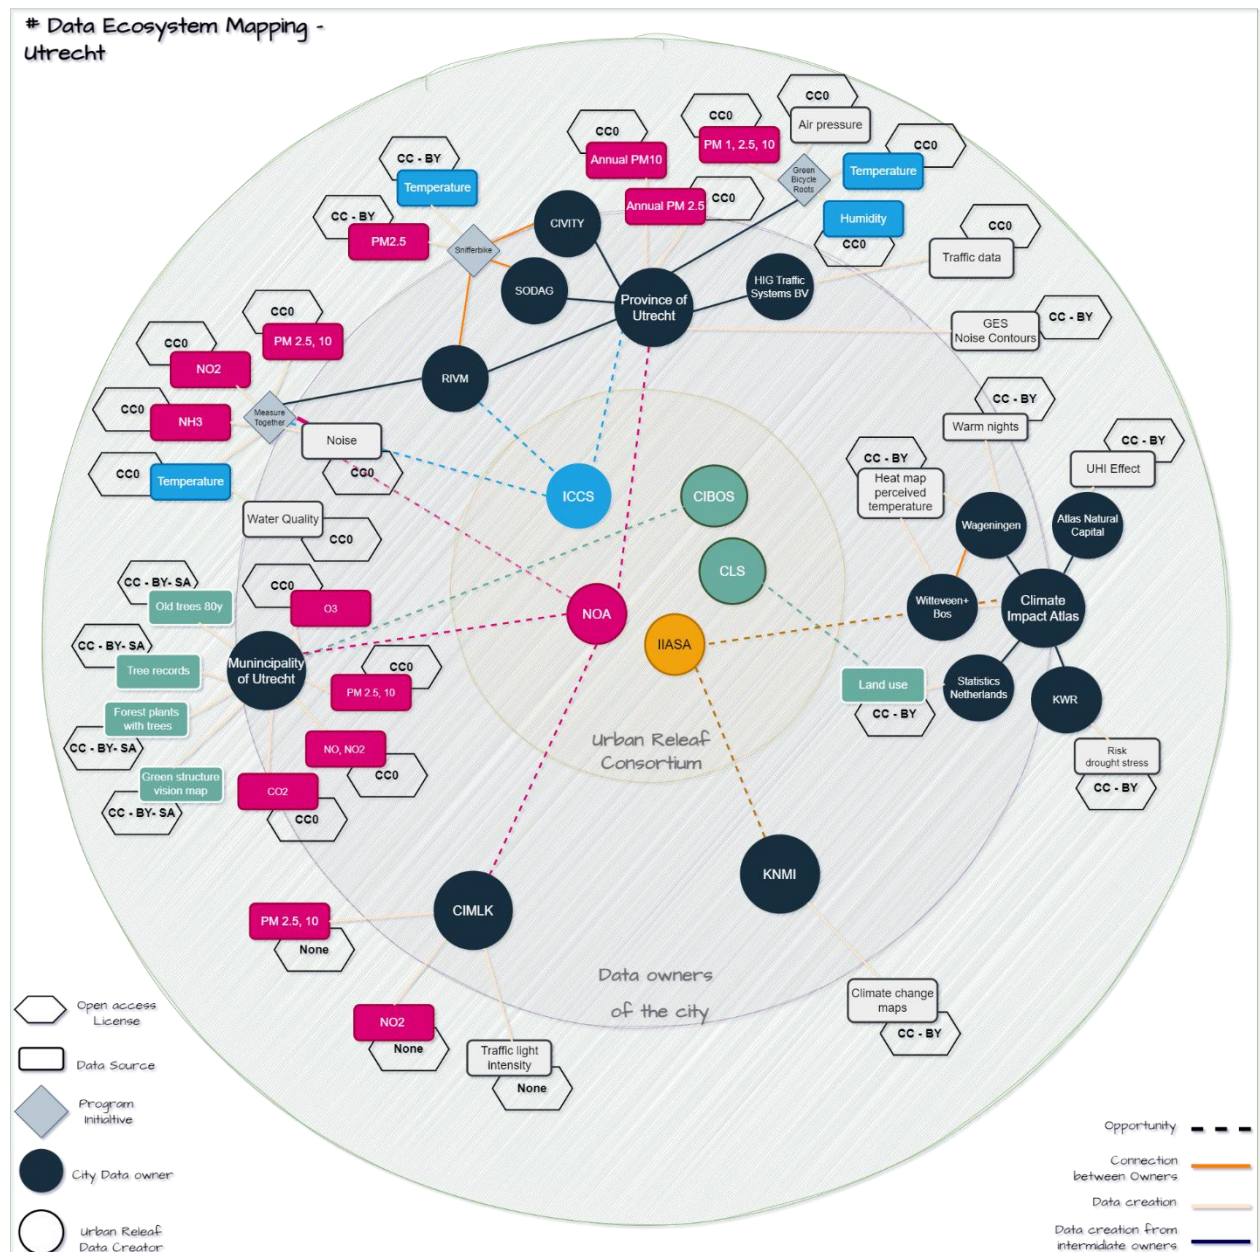 # Data Ecosystem Mapping -
Utrecht
CC0
Air pressure
CC0
PM 1, 2.5, 10
CC0
Annual PM10
Green
Bicycle
Roots
CC0
Temperature
CC - BY
Temperature
CC0
Annual PM 2.5
Humidity
CC0
CC - BY
PM2.5
Snifferbike
CIVITY
CC0
Traffic data
SODAG
Province of
Utrecht
HIG Traffic
Systems BV
CC0
PM 2.5, 10
GES
Noise Contours
CC - BY
CC0
NO2
RIVM
CC0
NH3
Measure
Together
Noise
CG0
CC - BY
Warm nights
CC - BY
UHI Effect
CC0
Temperature
CC - BY
Heat map
perceived
temperature
ICCS
CIBOS
Wageningen
Atlas Natural
Capital
Water Quality
CC0
CLS
CC - BY- SA
Old trees 80y
CC0
O3
NOA
IIASA
Witteveen+
Bos
Climate
Impact Atlas
CC - BY- SA
Tree records
Munincipality
of Utrecht
CC0
PM 2.5, 10
Land use
CC - BY
Statistics
Netherlands
KWR
Forest plants
with trees
CC - BY- SA
NO, NO2
CC0
Urban Releaf
Consortium
Risk
drought stress
CC - BY
Green structure
vision map
CC - BY- SA
CO2
CC0
KNMI
CIMLK
PM 2.5, 10
None
Data owners
of the city
Climate change
maps
CC - BY
NO2
None
Traffic light
intensity
None
Open access
License
Data Source
Program
Initialtive
City Data owner
Urban Releaf
Data Creator
Opportunity
Connection
between Owners
Data creation
Data creation from
intermidiate owners